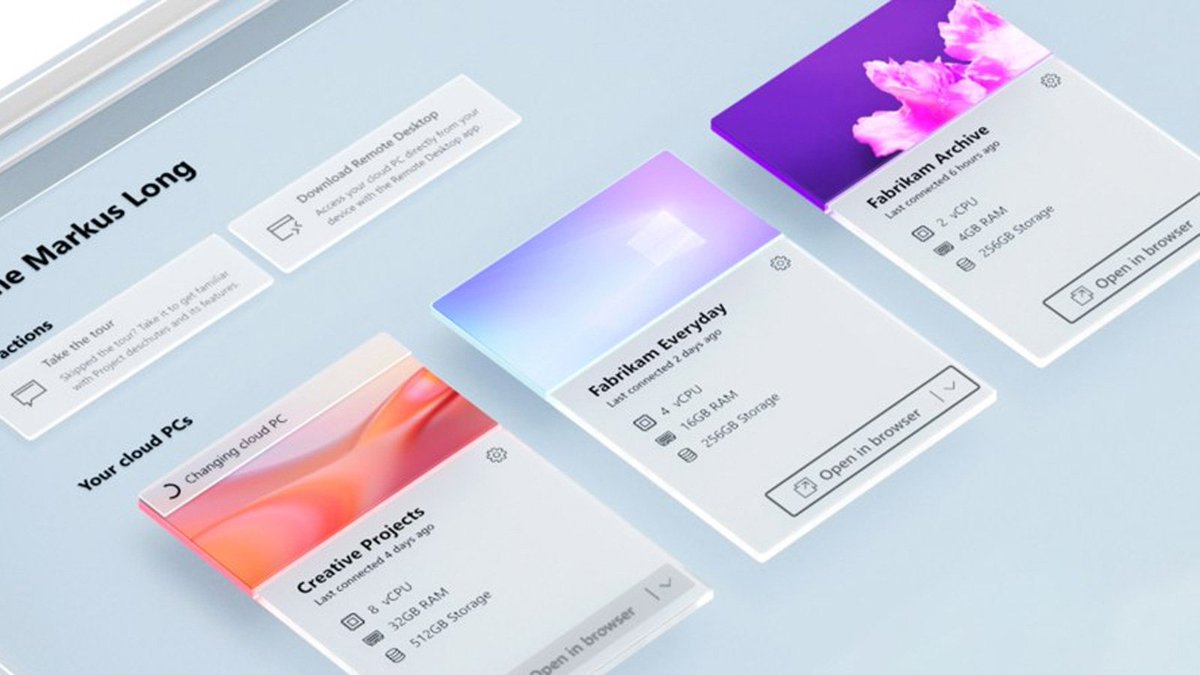 Markus Long
actions
Take the tour
Skipped the tour? Take it to get familiar
with Project deschutes and its features.
Download Remote Desktop
Access your cloud PC directly from your
device with the Remote Desktop app.
Your cloud PCs
Changing cloud PC
Creative Projects
Last connected 4 days ago
8 vCPU
32GB RAM
512GB Storage
Open in browser
Fabrikam Everyday
Last connected 2 days ago
4 vCPU
16GB RAM
256GB Storage
Open in browser
Fabrikam Archive
Last connected 6 hours ago
2 vCPU
4GB RAM
256GB Storage
Open in browser